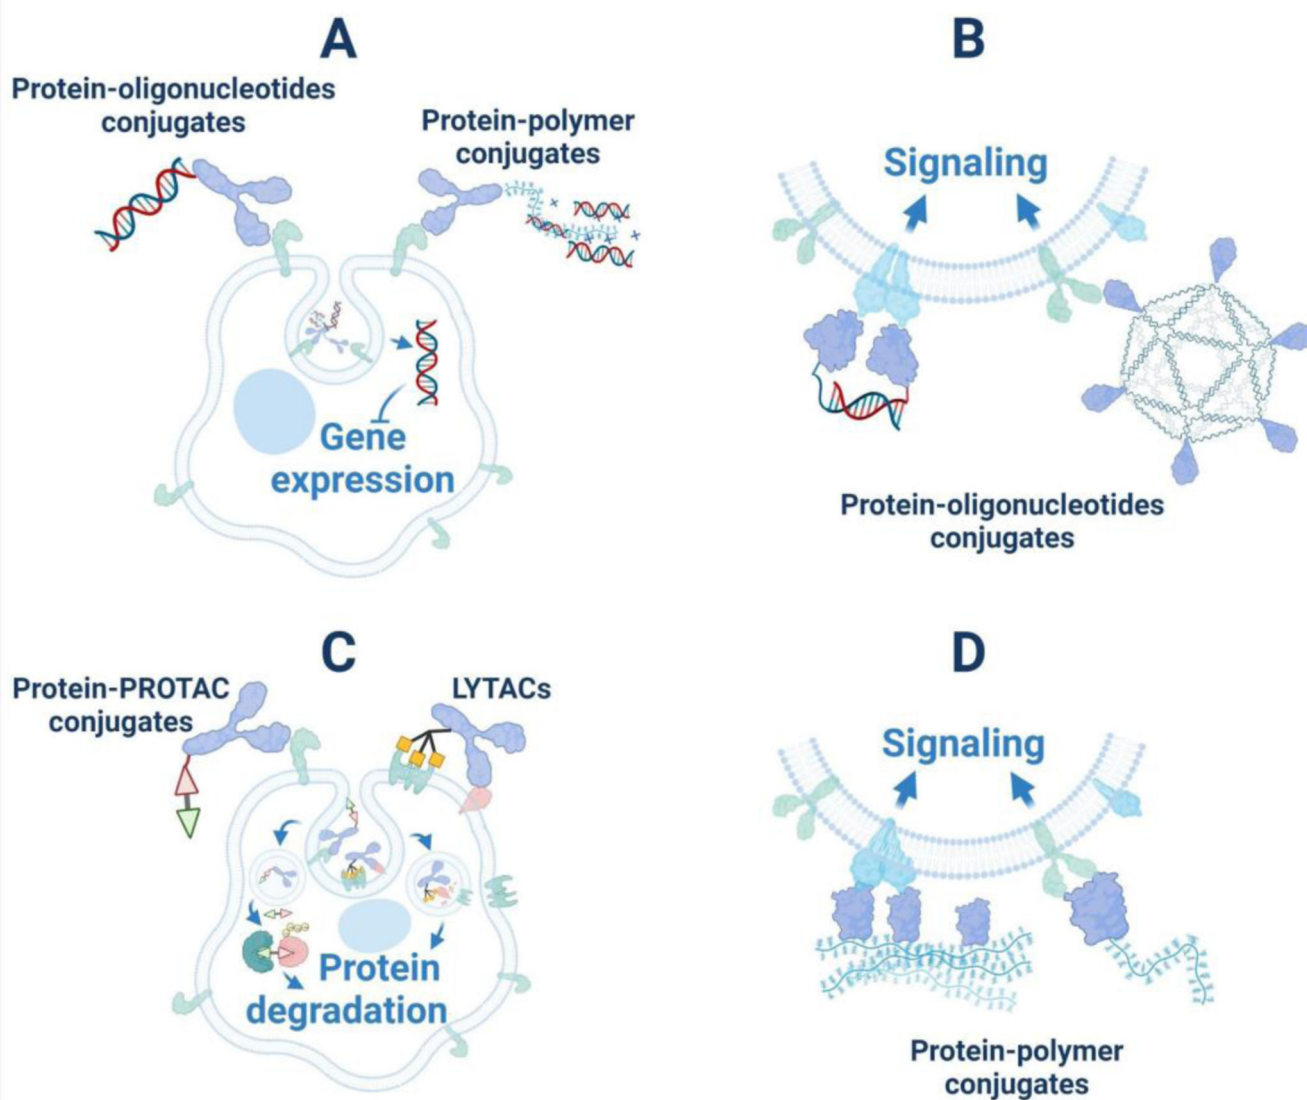 A
Protein-oligonucleotides
conjugates
Protein-polymer
conjugates
Gene
expression
B
Signaling
Protein-oligonucleotides
conjugates
C
Protein-PROTAC
conjugates
LYTACs
Protein
degradation
D
Signaling
Protein-polymer
conjugates